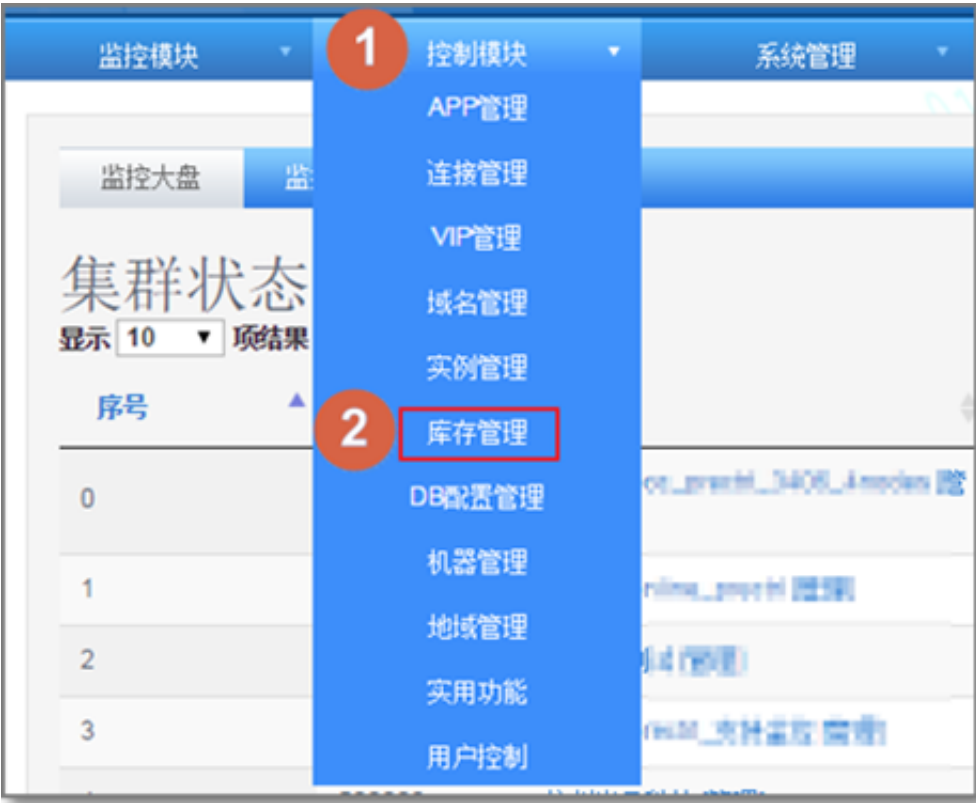 监控模块
1
控制模块
系统管理
APP管理
监控大盘
监
连接管理
VIP管理
集群状态
域名管理
显示 10 项结果
实例管理
序号
2
库存管理
0
DB配置管理
机器管理
1
地域管理
2
实用功能
3
用户控制